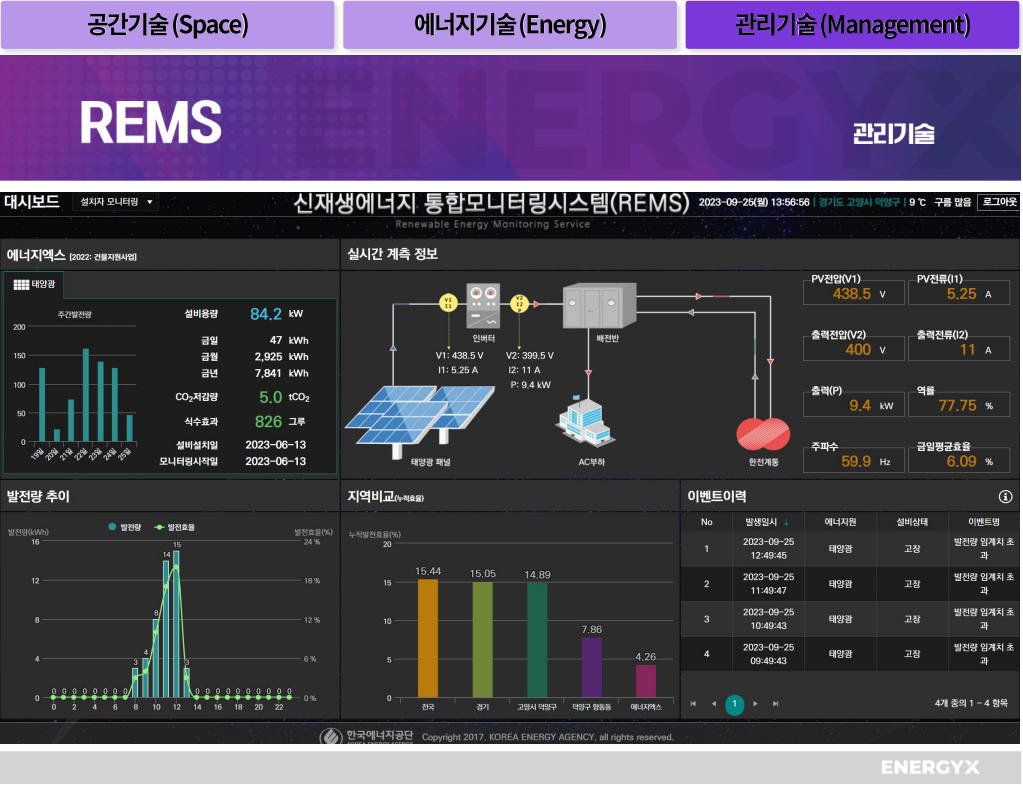 공간기술 (Space)
에너지기술 (Energy)
관리기술 (Management)
ENERGYX
REMS
관리기술
대시보드
설치자 모니터링
신재생에너지 통합모니터링시스템(REMS)
Renewable Energy Monitoring Service
2023-09-25(월) 13:56:56 | 경기도 고양시 덕양구 | 9 ℃ 구름 많음
로그아웃
에너지엑스 [2022: 건물지원사업]
태양광
주간발전량
200
150
100
50
0
19일 20일 21일 22일 23일 24일 25일
설비용량 84.2 kW
금일 47 kWh
금월 2,925 kWh
금년 7,841 kWh
CO₂저감량 5.0 tCO₂
식수효과 826 그루
설비설치일 2023-06-13
모니터링시작일 2023-06-13
실시간 계측 정보
V1
I1
V2
I2
P
인버터
배전반
V1: 438.5 V
I1: 5.25 A
V2: 399.5 V
I2: 11 A
P: 9.4 kW
태양광 패널
AC부하
한전계통
PV전압(V1)
438.5 V
PV전류(I1)
5.25 A
출력전압(V2)
400 V
출력전류(I2)
11 A
출력(P)
9.4 kW
역률
77.75 %
주파수
59.9 Hz
금일평균효율
6.09 %
발전량 추이
발전량(kWh)
발전량
발전효율
발전효율(%)
16
12
8
4
0
24 %
18 %
12 %
6 %
0 %
0 0 0 0 0 0 0 0 3 4 8 14 15 3 0 0 0 0 0 0 0 0 0 0
0 2 4 6 8 10 12 14 16 18 20 22
지역비교(누적효율)
누적발전효율(%)
20
15
10
5
0
15.44
15.05
14.89
7.86
4.26
전국
경기
고양시 덕양구
덕양구 향동동
에너지엑스
이벤트이력
No 발생일시 에너지원 설비상태 이벤트명
1 2023-09-25 12:49:45 태양광 고장 발전량 임계치 초과
2 2023-09-25 11:49:47 태양광 고장 발전량 임계치 초과
3 2023-09-25 10:49:43 태양광 고장 발전량 임계치 초과
4 2023-09-25 09:49:43 태양광 고장 발전량 임계치 초과
1
4개 중의 1 - 4 항목
한국에너지공단
KOREA ENERGY AGENCY
Copyright 2017. KOREA ENERGY AGENCY. all rights reserved.
ENERGYX